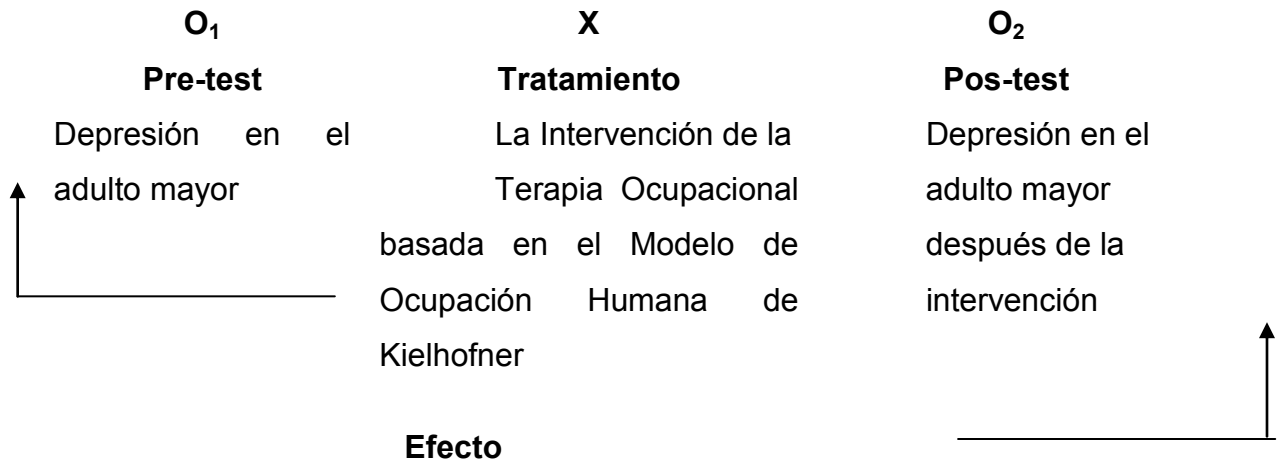 O₁ X O₂
Pre-test Tratamiento Pos-test
Depresión en el La Intervención de la Depresión en el
adulto mayor Terapia Ocupacional adulto mayor
basada en el Modelo de después de la
Ocupación Humana de intervención
Kielhofner
Efecto